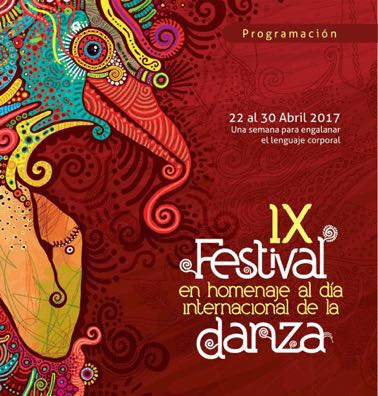 Programación
22 al 30 Abril 2017
Una semana para engalanar
el lenguaje corporal
IX
Festival
en homenaje al día
internacional de la
danza